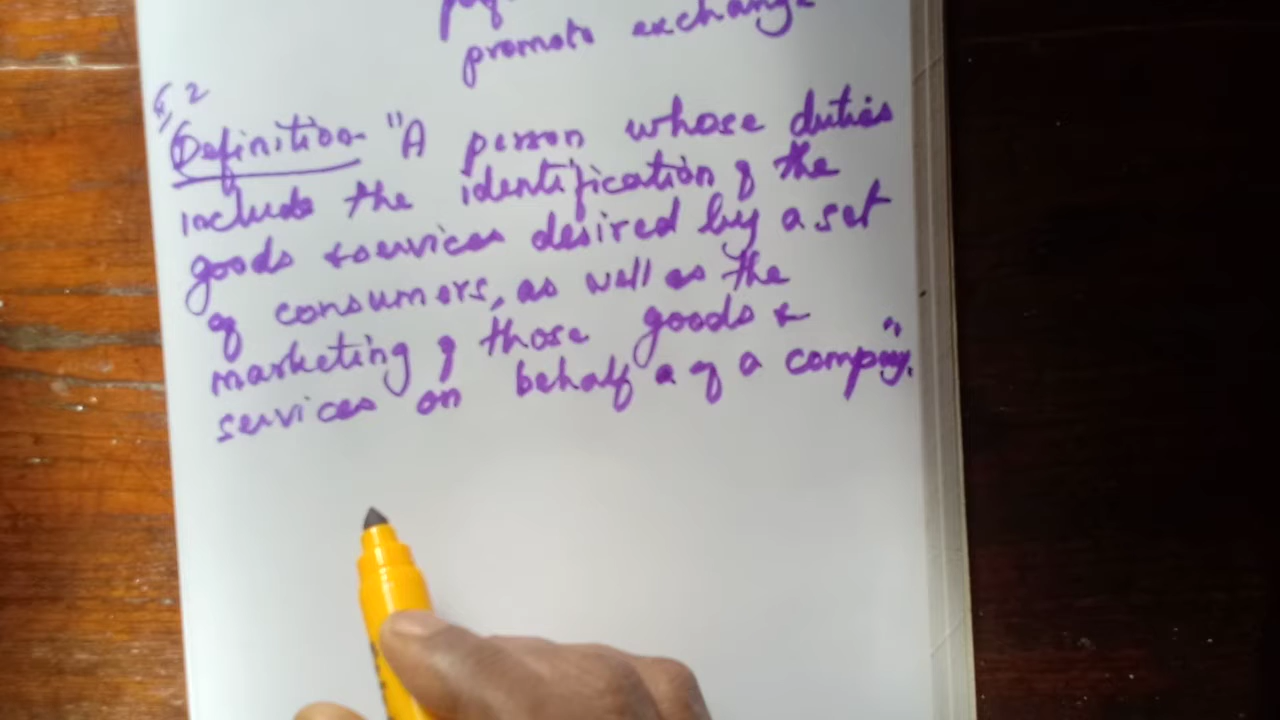 promote exchange
2
Definition "A person whose duties
include the identification of the
goods & services desired by a set
of consumers, as well as the
marketing of those goods &
services on behalf a of a company."